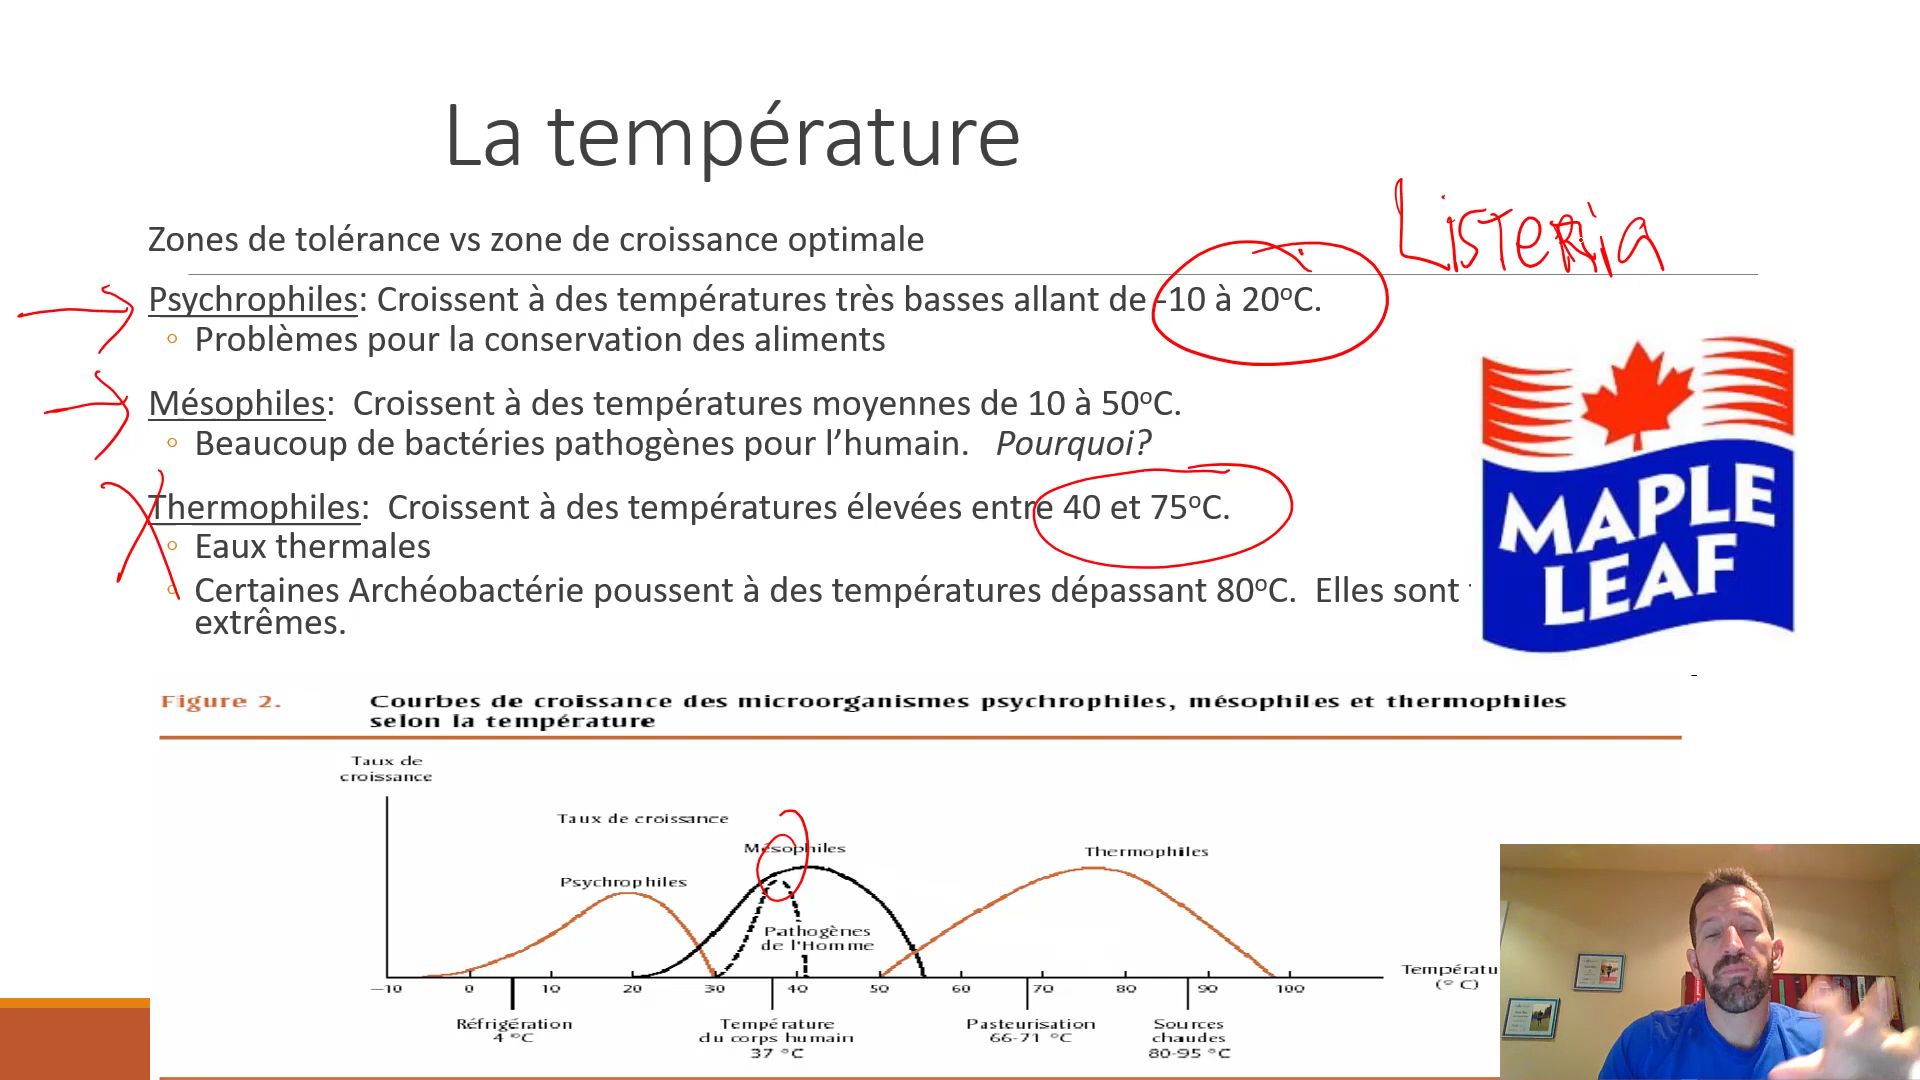 La température
Listeria
Zones de tolérance vs zone de croissance optimale
Psychrophiles: Croissent à des températures très basses allant de -10 à 20ºC.
◦ Problèmes pour la conservation des aliments
Mésophiles: Croissent à des températures moyennes de 10 à 50ºC.
◦ Beaucoup de bactéries pathogènes pour l’humain. Pourquoi?
Thermophiles: Croissent à des températures élevées entre 40 et 75ºC.
◦ Eaux thermales
◦ Certaines Archéobactérie poussent à des températures dépassant 80ºC. Elles sont
extrêmes.
MAPLE
LEAF
Figure 2. Courbes de croissance des microorganismes psychrophiles, mésophiles et thermophiles
selon la température
Taux de
croissance
Taux de croissance
Mésophiles
Thermophiles
Psychrophiles
Pathogènes
de l'Homme
Températu
(° C)
−10 0 10 20 30 40 50 60 70 80 90 100
Réfrigération
4 °C
Température
du corps humain
37 °C
Pasteurisation
66-71 °C
Sources
chaudes
80-95 °C